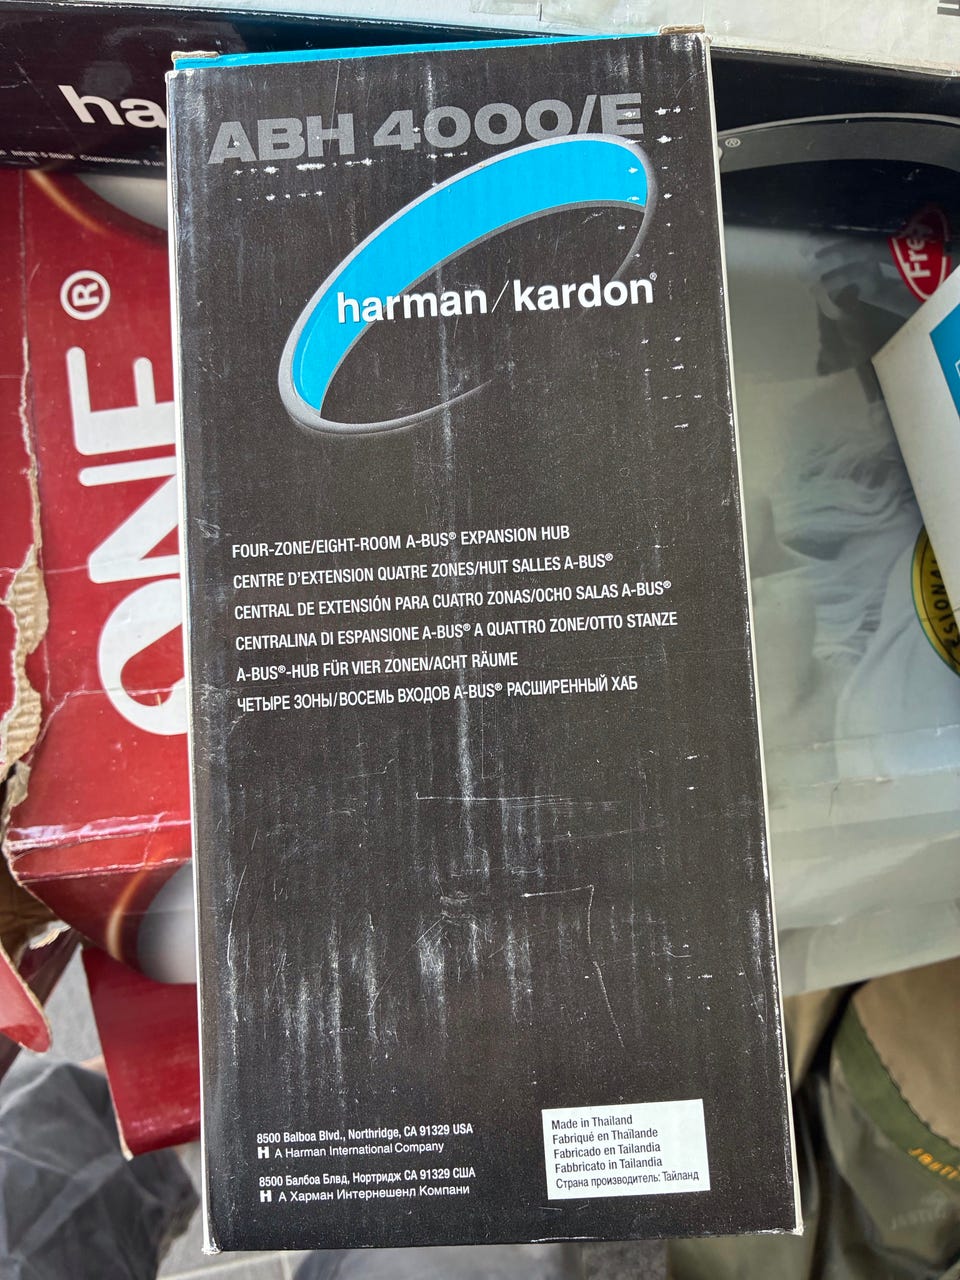 ABH 4000/E
harman/kardon®
FOUR-ZONE/EIGHT-ROOM A-BUS® EXPANSION HUB
CENTRE D'EXTENSION QUATRE ZONES/HUIT SALLES A-BUS®
CENTRAL DE EXTENSIÓN PARA CUATRO ZONAS/OCHO SALAS A-BUS®
CENTRALINA DI ESPANSIONE A-BUS® A QUATTRO ZONE/OTTO STANZE
A-BUS®-HUB FÜR VIER ZONEN/ACHT RÄUME
ЧЕТЫРЕ ЗОНЫ/ВОСЕМЬ ВХОДОВ A-BUS® РАСШИРЕННЫЙ ХАБ
8500 Balboa Blvd., Northridge, CA 91329 USA
H A Harman International Company
8500 Балбоа Блвд, Нортридж CA 91329 США
H А Харман Интернешенл Компани
Made in Thailand
Fabriqué en Thaïlande
Fabricado en Tailandia
Fabbricato in Tailandia
Страна производитель: Тайланд
ha
ONE®
®
Fre